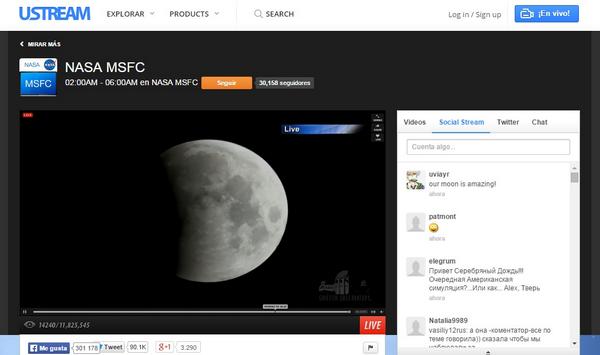 USTREAM EXPLORAR PRODUCTS SEARCH Log in / Sign up ¡En vivo!
MIRAR MÁS
NASA NASA MSFC
MSFC 02:00AM - 06:00AM en NASA MSFC Seguir 30,158 seguidores
LIVE
Live
Videos Social Stream Twitter Chat
Cuenta algo...
uviayr
our moon is amazing!
ahora
patmont
ahora
elegrum
Привет Серебряный Дождь!!!
Очередная Американская
симуляция?...Или как... Alex, Тверь
ahora
Natalia9989
vasiliy12rus: а она -коментатор-все по
теме говорила)) сказала чтобы мы
14240/11,825,545 LIVE
Me gusta 301 178 Tweet 90.1K +1 3.290